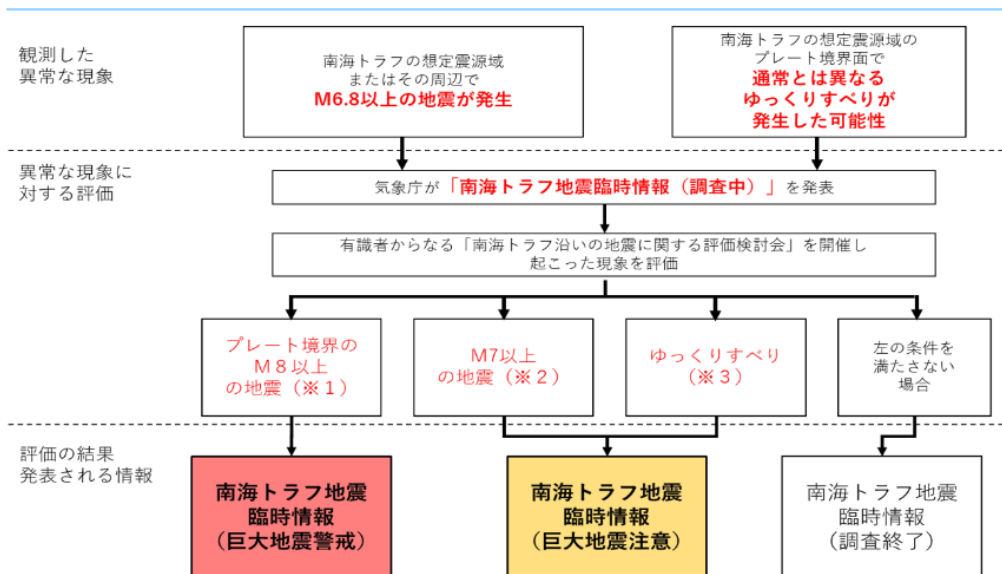 観測した
異常な現象
南海トラフの想定震源域
またはその周辺で
M6.8以上の地震が発生
南海トラフの想定震源域の
プレート境界面で
通常とは異なる
ゆっくりすべりが
発生した可能性
異常な現象に
対する評価
気象庁が「南海トラフ地震臨時情報（調査中）」を発表
有識者からなる「南海トラフ沿いの地震に関する評価検討会」を開催し
起こった現象を評価
プレート境界の
Ｍ８以上
の地震（※１）
M7以上
の地震（※２）
ゆっくりすべり
（※３）
左の条件を
満たさない
場合
評価の結果
発表される情報
南海トラフ地震
臨時情報
（巨大地震警戒）
南海トラフ地震
臨時情報
（巨大地震注意）
南海トラフ地震
臨時情報
（調査終了）